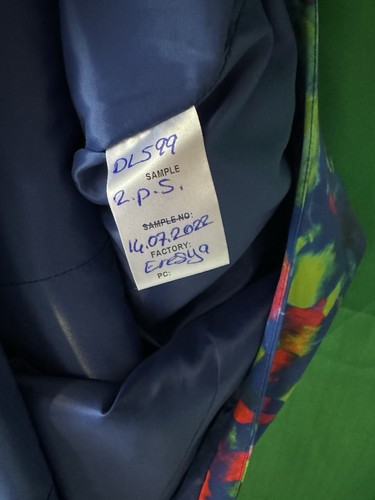 DL599
SAMPLE
2.p.s.
SAMPLE NO:
14.07.2022
FACTORY:
PC: